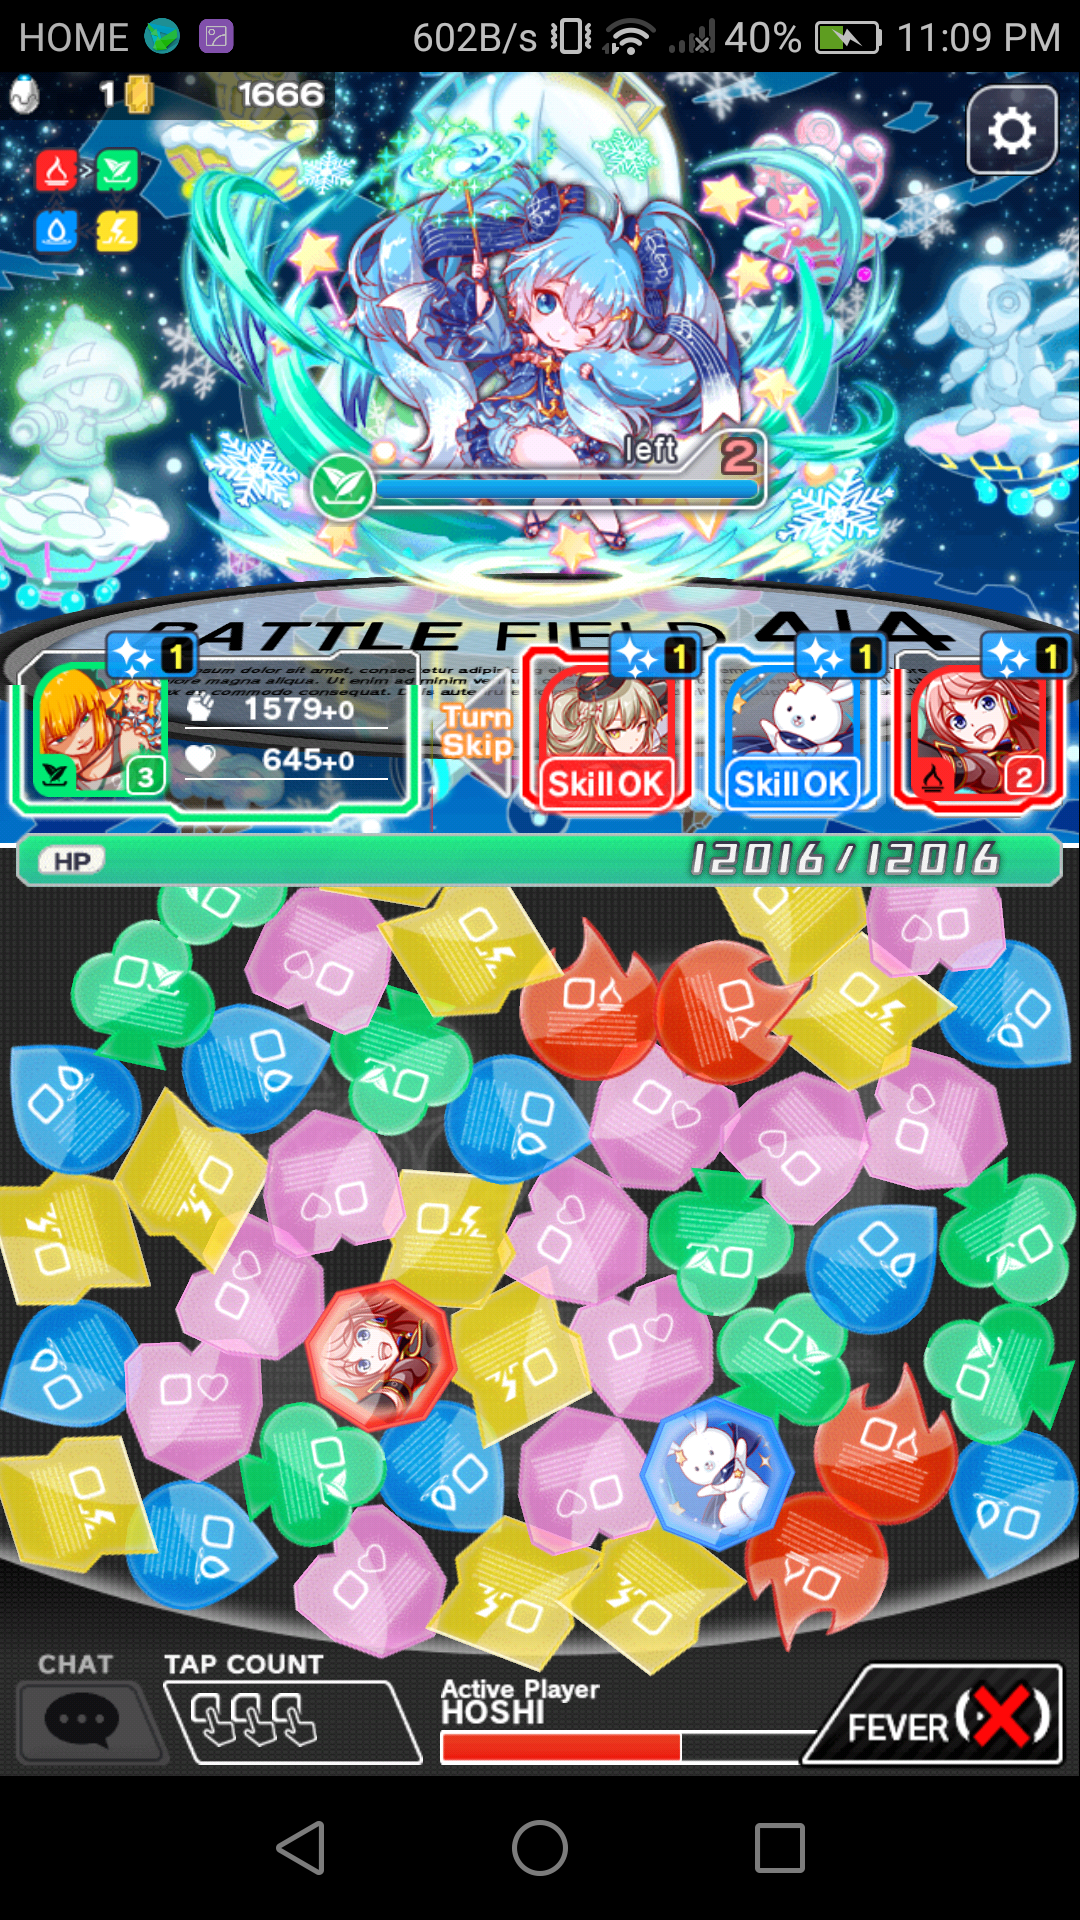 HOME 602B/s 40% 11:09 PM
1 1666
left 2
BATTLE FIELD
1 1 1 1
1579+0
645+0
3
Turn
Skip
Skill OK Skill OK 2
HP 12016/12016
CHAT TAP COUNT
Active Player
HOSHI
FEVER